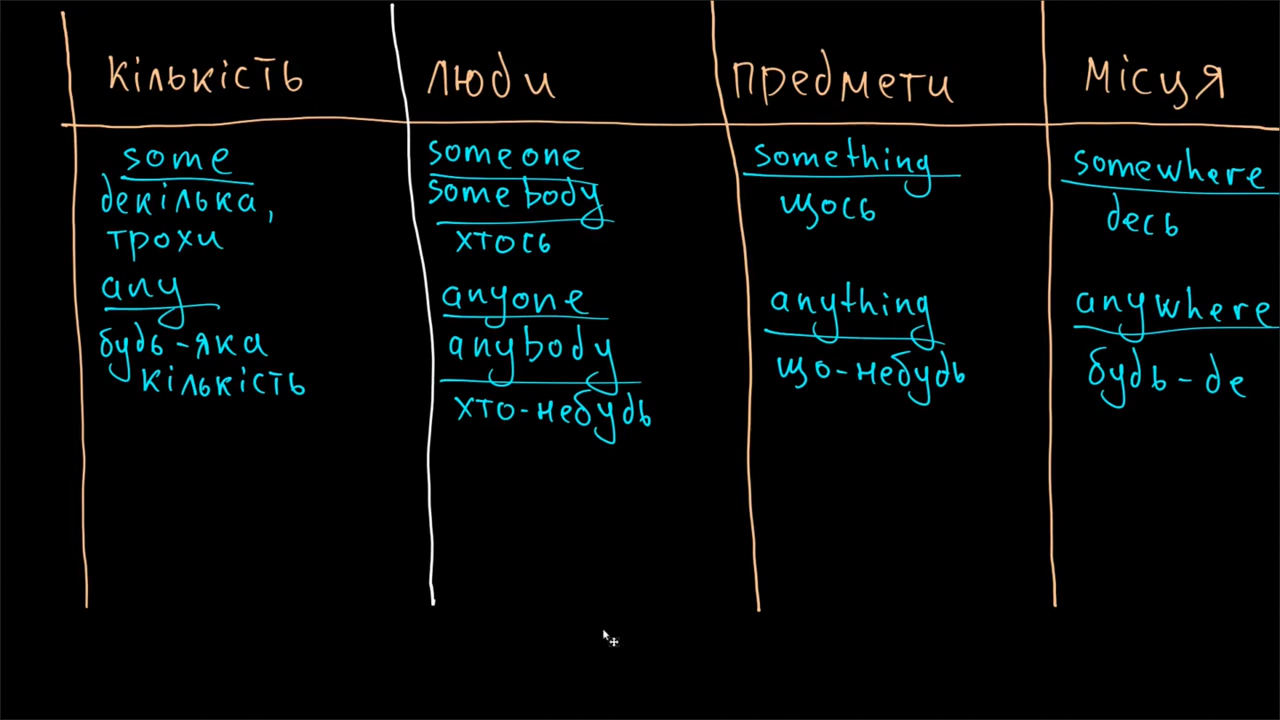 кількість
люди
предмети
місця
some
декілька,
трохи
any
будь-яка
кількість
someone
somebody
хтось
anyone
anybody
хто-небудь
something
щось
anything
що-небудь
somewhere
десь
anywhere
будь-де